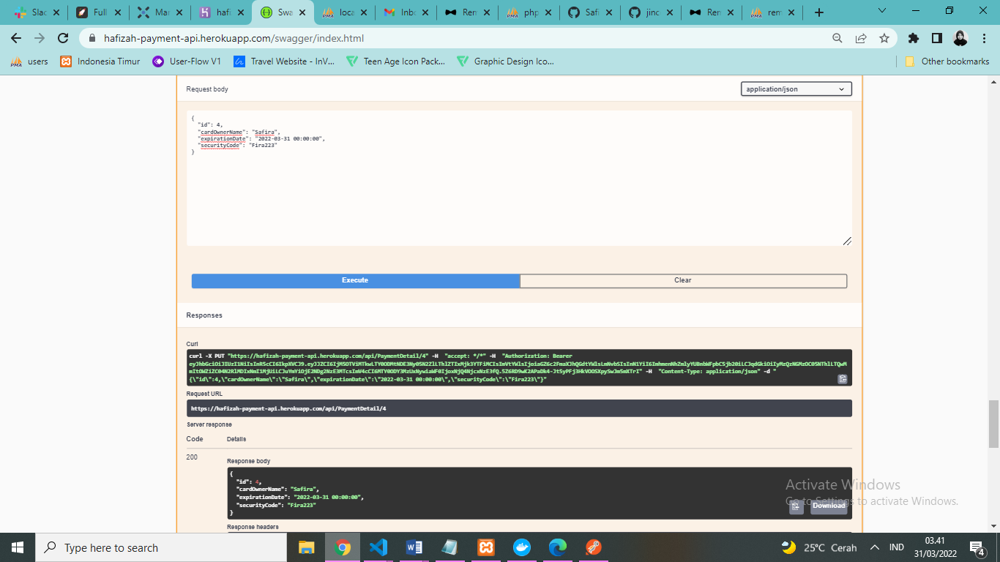 Slac
Full
Mar
hafi
Swa
loca
Inbo
Rem
php
Safi
jinc
Ren
rem
hafizah-payment-api.herokuapp.com/swagger/index.html
users
Indonesia Timur
User-Flow V1
Travel Website - InV...
Teen Age Icon Pack...
Graphic Design Ico...
Other bookmarks
Request body
application/json
{
"id": 4,
"cardOwnerName": "Safira",
"expirationDate": "2022-03-31 00:00:00",
"securityCode": "Fira223"
}
Execute
Clear
Responses
Curl
curl -X PUT "https://hafizah-payment-api.herokuapp.com/api/PaymentDetail/4" -H "accept: */*" -H "Authorization: Bearer
-H "Content-Type: application/json" -d "
{\"id\":4,\"cardOwnerName\":\"Safira\",\"expirationDate\":\"2022-03-31 00:00:00\",\"securityCode\":\"Fira223\"}"
Request URL
https://hafizah-payment-api.herokuapp.com/api/PaymentDetail/4
Server response
Code
Details
200
Response body
{
"id": 4,
"cardOwnerName": "Safira",
"expirationDate": "2022-03-31 00:00:00",
"securityCode": "Fira223"
}
Download
Response headers
Activate Windows
Go to Settings to activate Windows.
Type here to search
25°C Cerah
IND
03.41
31/03/2022
4